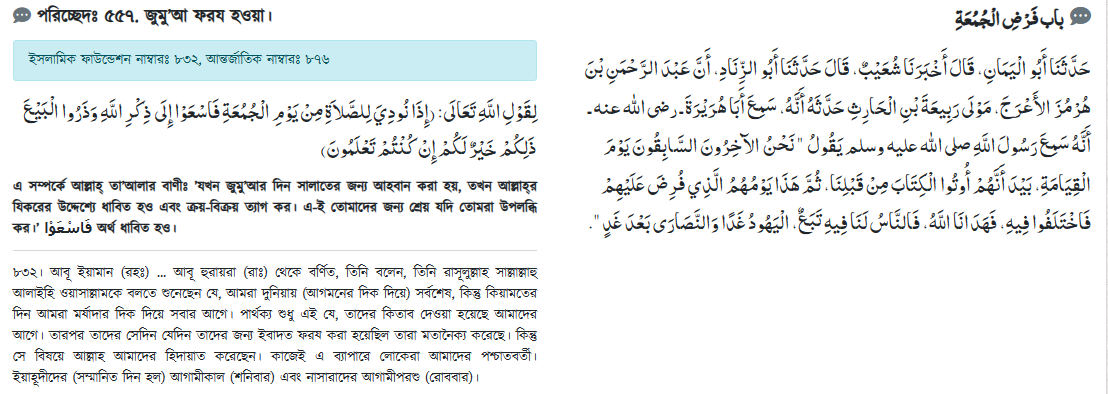 পরিচ্ছেদঃ ৫৫৭. জুমু'আ ফরয হওয়া।
ইসলামিক ফাউন্ডেশন নাম্বারঃ ৮৩২, আন্তর্জাতিক নাম্বারঃ ৮৭৬
لِقَوْلِ اللَّهِ تَعَالَى: {إِذَا نُودِيَ لِلصَّلاَةِ مِنْ يَوْمِ الْجُمُعَةِ فَاسْعَوْا إِلَى ذِكْرِ اللَّهِ وَذَرُوا الْبَيْعَ
ذَلِكُمْ خَيْرٌ لَكُمْ إِنْ كُنْتُمْ تَعْلَمُونَ}
এ সম্পর্কে আল্লাহ্ তা'আলার বাণীঃ 'যখন জুমু'আর দিন সালাতের জন্য আহবান করা হয়, তখন আল্লাহ্‌র
যিকরের উদ্দেশ্যে ধাবিত হও এবং ক্রয়-বিক্রয় ত্যাগ কর। এ-ই তোমাদের জন্য শ্রেয় যদি তোমরা উপলব্ধি
কর।' فَاسْعَوْا অর্থ ধাবিত হও।
৮৩২। আবূ ইয়ামান (রহঃ) ... আবূ হুরায়রা (রাঃ) থেকে বর্ণিত, তিনি বলেন, তিনি রাসূলুল্লাহ সাল্লাল্লাহু
আলাইহি ওয়াসাল্লামকে বলতে শুনেছেন যে, আমরা দুনিয়ায় (আগমনের দিক দিয়ে) সর্বশেষ, কিন্তু কিয়ামতের
দিন আমরা মর্যাদার দিক দিয়ে সবার আগে। পার্থক্য শুধু এই যে, তাদের কিতাব দেওয়া হয়েছে আমাদের
আগে। তারপর তাদের সেদিন যেদিন তাদের জন্য ইবাদত ফরয করা হয়েছিল তারা মতানৈক্য করেছে। কিন্তু
সে বিষয়ে আল্লাহ আমাদের হিদায়াত করেছেন। কাজেই এ ব্যাপারে লোকেরা আমাদের পশ্চাতবর্তী।
ইয়াহূদীদের (সম্মানিত দিন হল) আগামীকাল (শনিবার) এবং নাসারাদের আগামীপরশু (রোববার)।
باب فَرْضِ الْجُمُعَةِ
حَدَّثَنَا أَبُو الْيَمَانِ، قَالَ أَخْبَرَنَا شُعَيْبٌ، قَالَ حَدَّثَنَا أَبُو الزِّنَادِ، أَنَّ عَبْدَ الرَّحْمَنِ بْنَ
هُرْمُزَ الأَعْرَجَ، مَوْلَى رَبِيعَةَ بْنِ الْحَارِثِ حَدَّثَهُ أَنَّهُ، سَمِعَ أَبَا هُرَيْرَةَ ـ رضى الله عنه ـ
أَنَّهُ سَمِعَ رَسُولَ اللَّهِ صلى الله عليه وسلم يَقُولُ " نَحْنُ الآخِرُونَ السَّابِقُونَ يَوْمَ
الْقِيَامَةِ، بَيْدَ أَنَّهُمْ أُوتُوا الْكِتَابَ مِنْ قَبْلِنَا، ثُمَّ هَذَا يَوْمُهُمُ الَّذِي فُرِضَ عَلَيْهِمْ
فَاخْتَلَفُوا فِيهِ، فَهَدَانَا اللَّهُ، فَالنَّاسُ لَنَا فِيهِ تَبَعٌ، الْيَهُودُ غَدًا وَالنَّصَارَى بَعْدَ غَدٍ ".